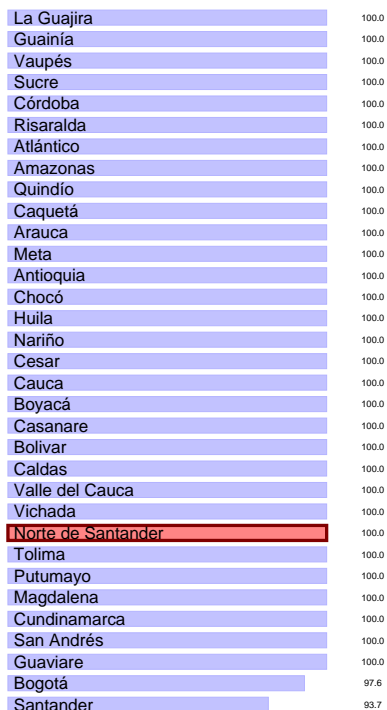 La Guajira 100.0
Guainía 100.0
Vaupés 100.0
Sucre 100.0
Córdoba 100.0
Risaralda 100.0
Atlántico 100.0
Amazonas 100.0
Quindío 100.0
Caquetá 100.0
Arauca 100.0
Meta 100.0
Antioquia 100.0
Chocó 100.0
Huila 100.0
Nariño 100.0
Cesar 100.0
Cauca 100.0
Boyacá 100.0
Casanare 100.0
Bolivar 100.0
Caldas 100.0
Valle del Cauca 100.0
Vichada 100.0
Norte de Santander 100.0
Tolima 100.0
Putumayo 100.0
Magdalena 100.0
Cundinamarca 100.0
San Andrés 100.0
Guaviare 100.0
Bogotá 97.6
Santander 93.7